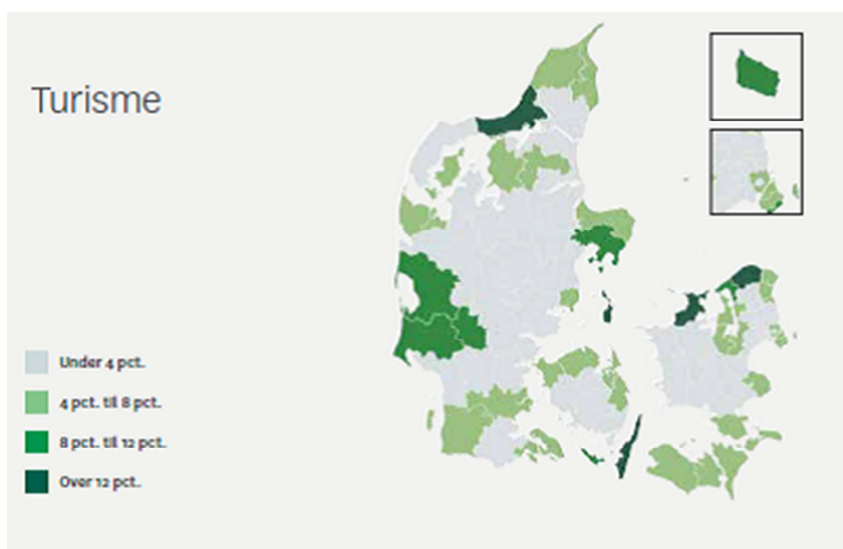 Turisme
Under 4 pct.
4 pct. til 8 pct.
8 pct. til 12 pct.
Over 12 pct.